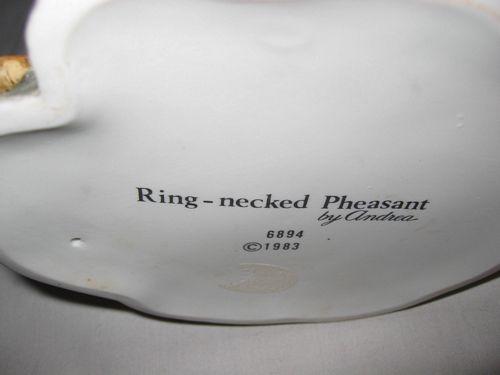 Ring-necked Pheasant
by Andrea
6894
©1983